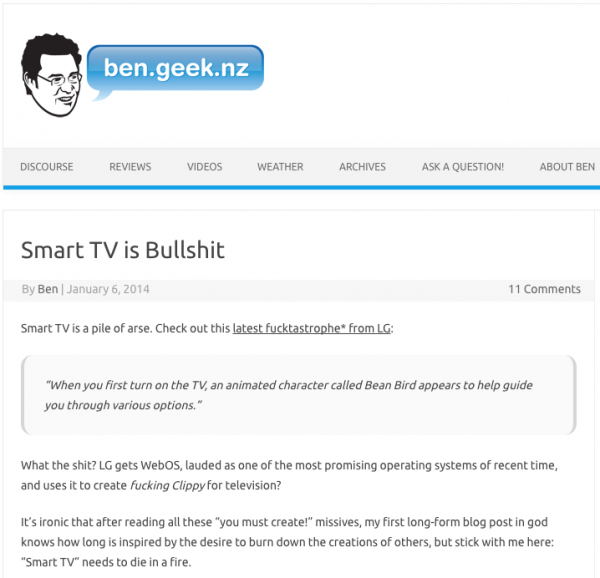 ben.geek.nz
DISCOURSE REVIEWS VIDEOS WEATHER ARCHIVES ASK A QUESTION! ABOUT BEN
Smart TV is Bullshit
By Ben | January 6, 2014 11 Comments
Smart TV is a pile of arse. Check out this latest fucktastrophe* from LG:
“When you first turn on the TV, an animated character called Bean Bird appears to help guide
you through various options.”
What the shit? LG gets WebOS, lauded as one of the most promising operating systems of recent time,
and uses it to create fucking Clippy for television?
It’s ironic that after reading all these “you must create!” missives, my first long-form blog post in god
knows how long is inspired by the desire to burn down the creations of others, but stick with me here:
“Smart TV” needs to die in a fire.